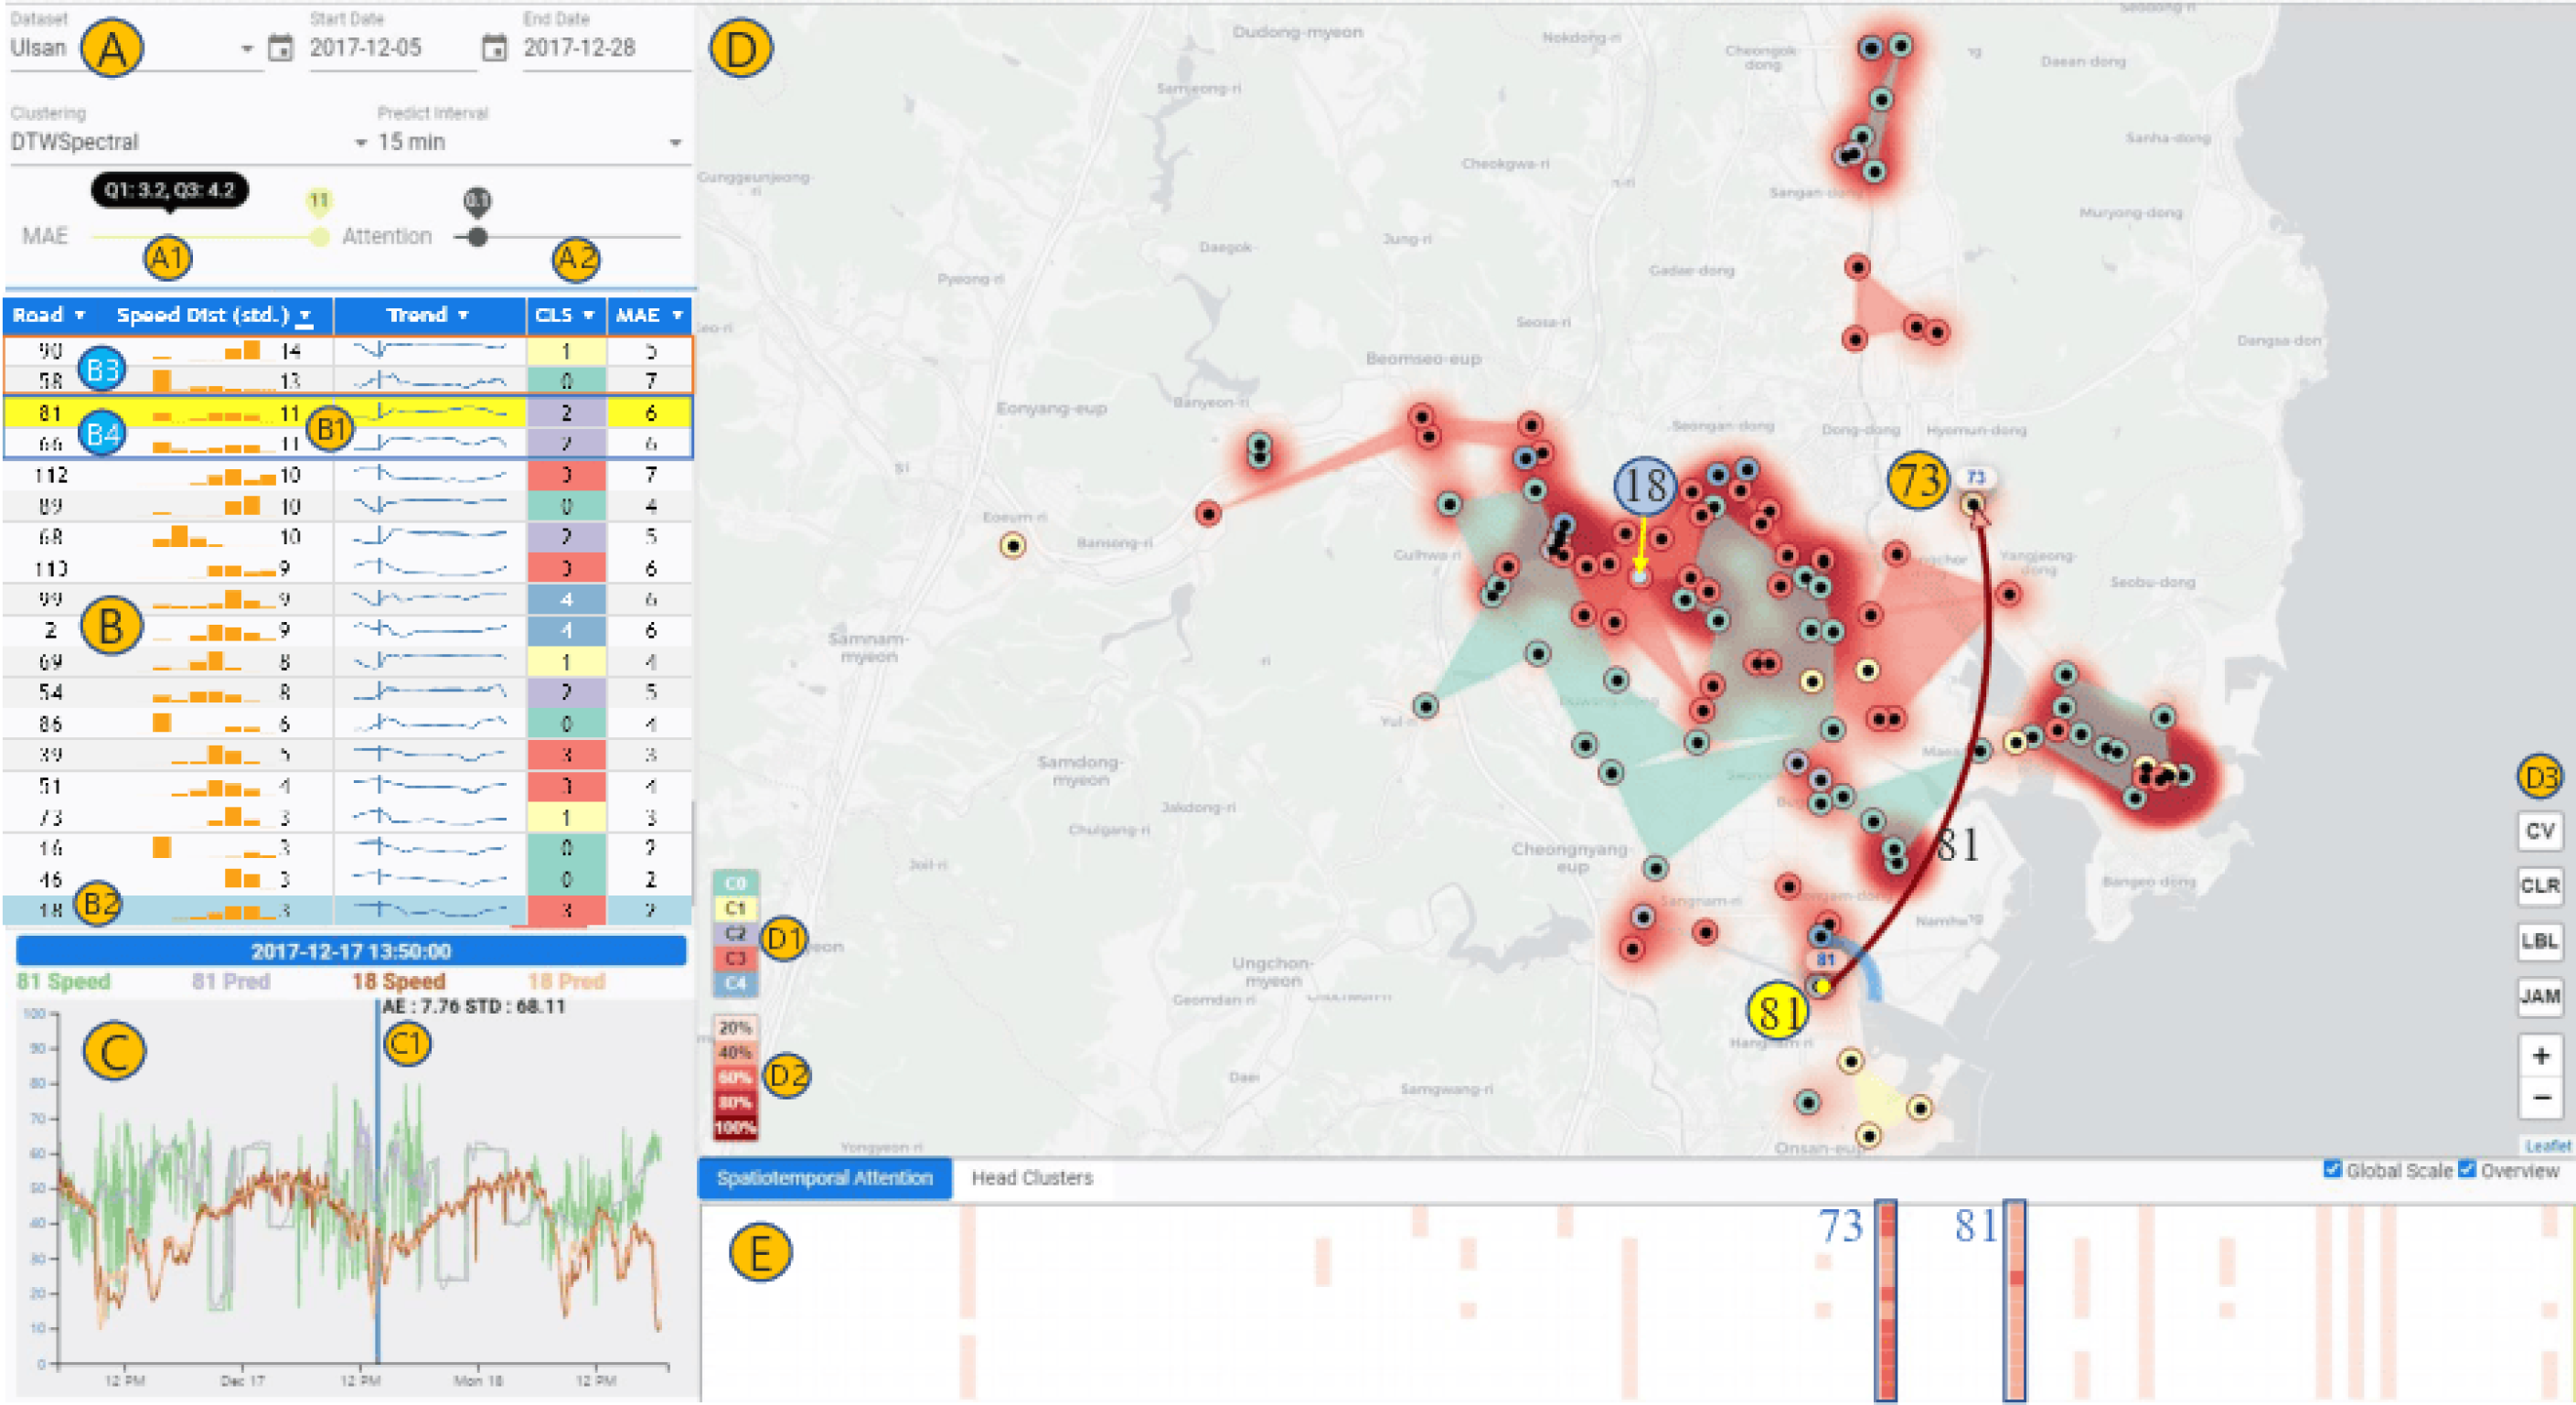 Dataset
Ulsan
A
Start Date
2017-12-05
End Date
2017-12-28
Clustering
DTWSpectral
Predict Interval
15 min
Q1: 3.2, Q3: 4.2
11
0.1
MAE
Attention
A1
A2
Road Speed Dist (std.) Trend CLS MAE
90 14 1 5
B3
58 13 0 7
81 11 2 6
B1
B4
66 11 2 6
112 10 3 7
89 10 0 4
68 10 2 5
113 9 3 6
99 9 4 6
B
2 9 4 6
69 8 1 4
54 8 2 5
86 6 0 4
39 5 3 3
51 4 3 4
73 3 1 3
16 3 0 2
46 3 0 2
18 B2 3 3 2
2017-12-17 13:50:00
81 Speed 81 Pred 18 Speed 18 Pred
AE : 7.76 STD : 68.11
C
C1
100
90
80
70
60
50
40
30
20
10
0
12 PM Dec 17 12 PM Mon 18 12 PM
D
Dudong-myeon
Nokdong-ri
Cheongok-dong
Daean-dong
Samjeong-ri
Sanha-dong
Cheokgwa-ri
Gunggeunjeong-ri
Muryong-dong
Daegok-
Jung-ri
Gadae-dong
Pyeong-ri
Seosa-ri
Beomseo-eup
Dangsa-don
Eonyang-eup
Banyeon-ri
Seongan-dong
Dong-dong
Hyomun-dong
18
73
73
Eoeum-ri
Bansong-ri
Gulhwa-ri
Yangjeong-dong
Seobu-dong
Samnam-myeon
ri
Yul-ri
Samdong-myeon
Jakdong-ri
Chulgang-ri
Joil-ri
Cheongnyang-eup
81
Bangeo-dong
Sangnam-ri
Ungchon-myeon
Geomdan-ri
81
81
Daei
Samgwang-ri
Yongyeon-ri
Onsan-eup
C0
C1
C2
C3
C4
D1
20%
40%
60%
80%
100%
D2
D3
CV
CLR
LBL
JAM
+
−
Leaflet
Spatiotemporal Attention
Head Clusters
Global Scale
Overview
E
73
81